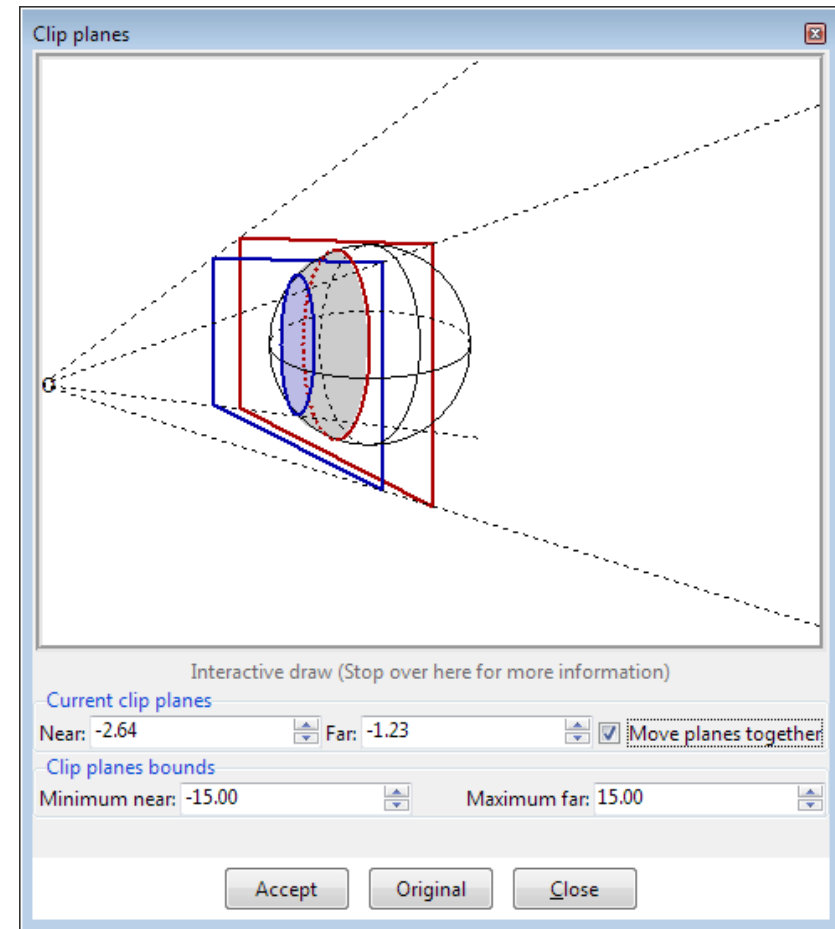 Clip planes
Interactive draw (Stop over here for more information)
Current clip planes
Near: -2.64 Far: -1.23 Move planes together
Clip planes bounds
Minimum near: -15.00 Maximum far: 15.00
Accept Original Close